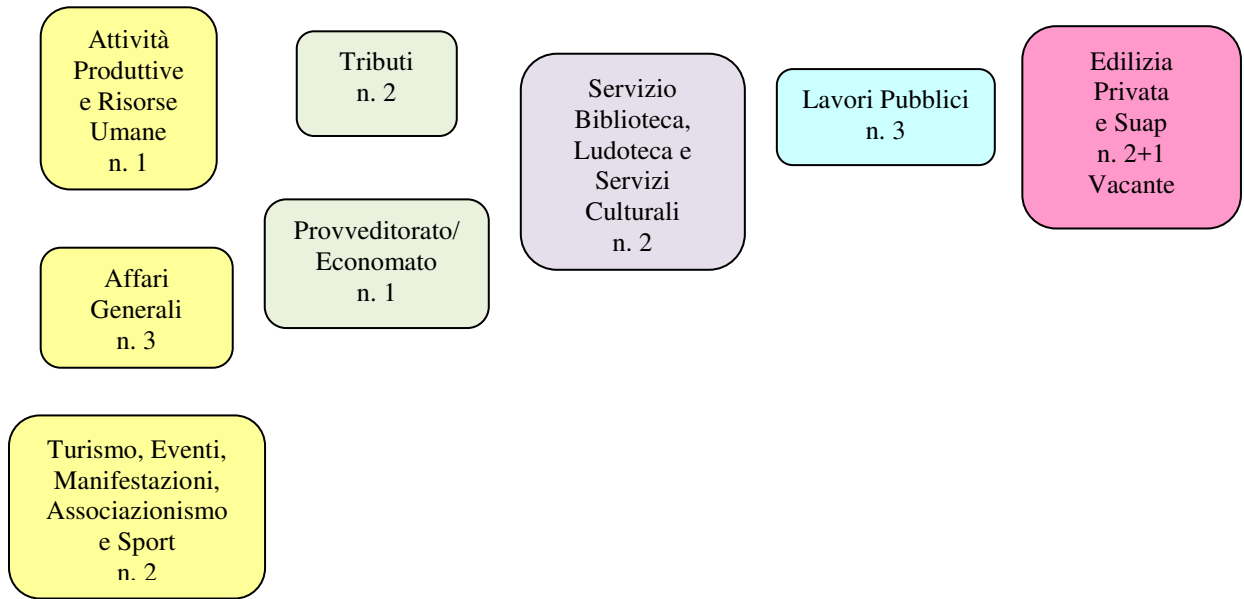 Attività
Produttive
e Risorse
Umane
n. 1
Affari
Generali
n. 3
Turismo, Eventi,
Manifestazioni,
Associazionismo
e Sport
n. 2
Tributi
n. 2
Provveditorato/
Economato
n. 1
Servizio
Biblioteca,
Ludoteca e
Servizi
Culturali
n. 2
Lavori Pubblici
n. 3
Edilizia
Privata
e Suap
n. 2+1
Vacante